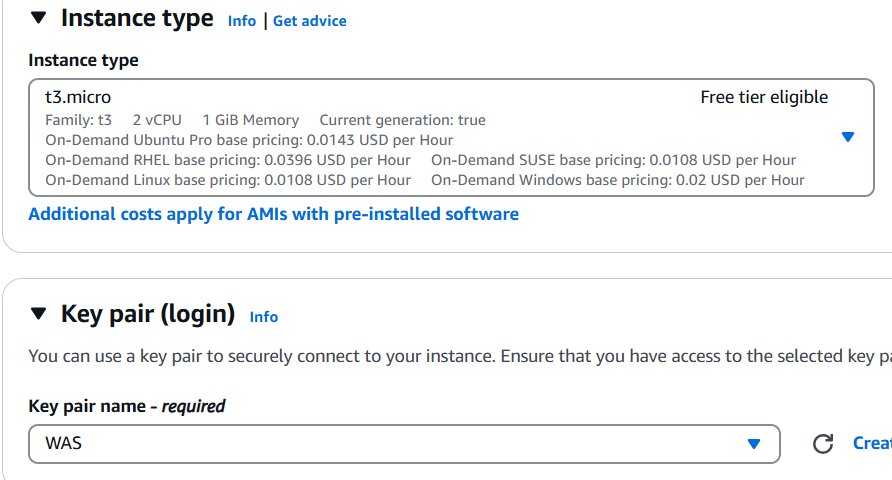 Instance type Info | Get advice
Instance type
t3.micro Free tier eligible
Family: t3 2 vCPU 1 GiB Memory Current generation: true
On-Demand Ubuntu Pro base pricing: 0.0143 USD per Hour
On-Demand RHEL base pricing: 0.0396 USD per Hour On-Demand SUSE base pricing: 0.0108 USD per Hour
On-Demand Linux base pricing: 0.0108 USD per Hour On-Demand Windows base pricing: 0.02 USD per Hour
Additional costs apply for AMIs with pre-installed software
Key pair (login) Info
You can use a key pair to securely connect to your instance. Ensure that you have access to the selected key
Key pair name - required
WAS